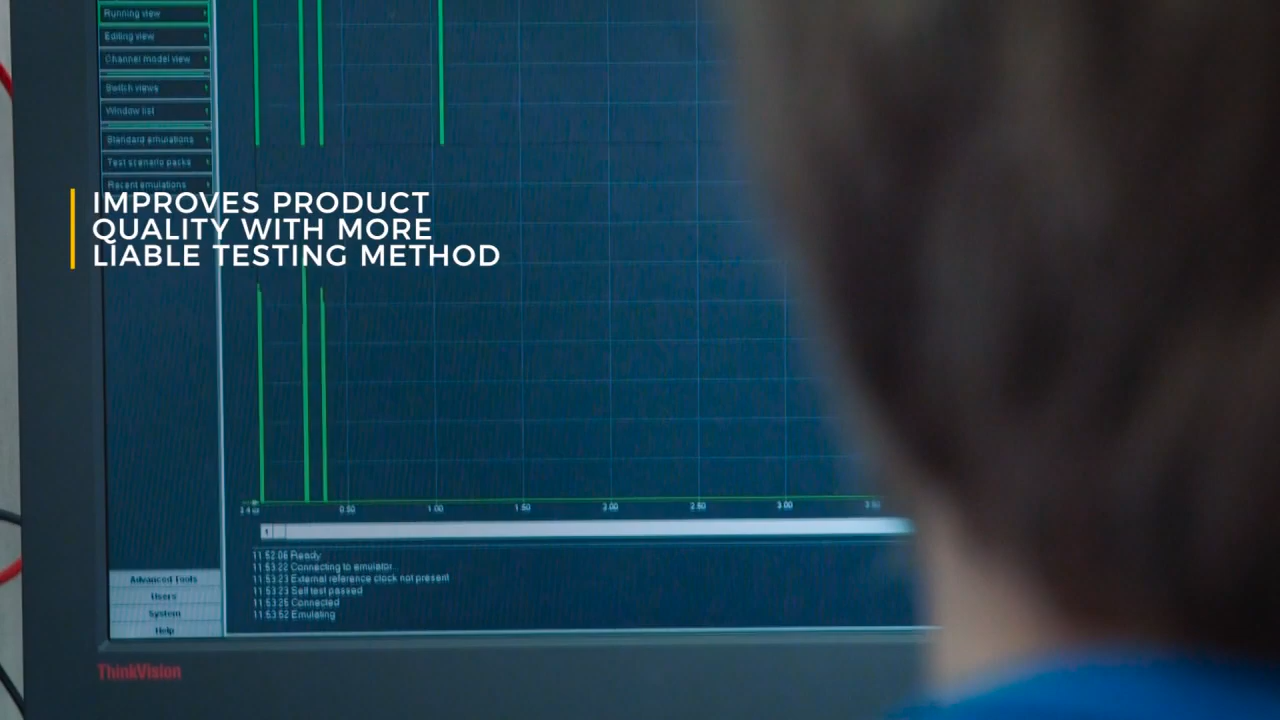 Running view
Editing view
Channel model view
Switch views
Window list
Standard emulations
Test scenario packs
Recent emulations
IMPROVES PRODUCT
QUALITY WITH MORE
LIABLE TESTING METHOD
0.50 1.00 1.50 2.00 2.50 3.00 3.50
11:52:06 Ready
11:53:22 Connecting to emulator...
11:53:23 External reference clock not present
11:53:23 Self test passed
11:53:25 Connected
11:53:52 Emulating
Advanced Tools
Users
System
Help
ThinkVision